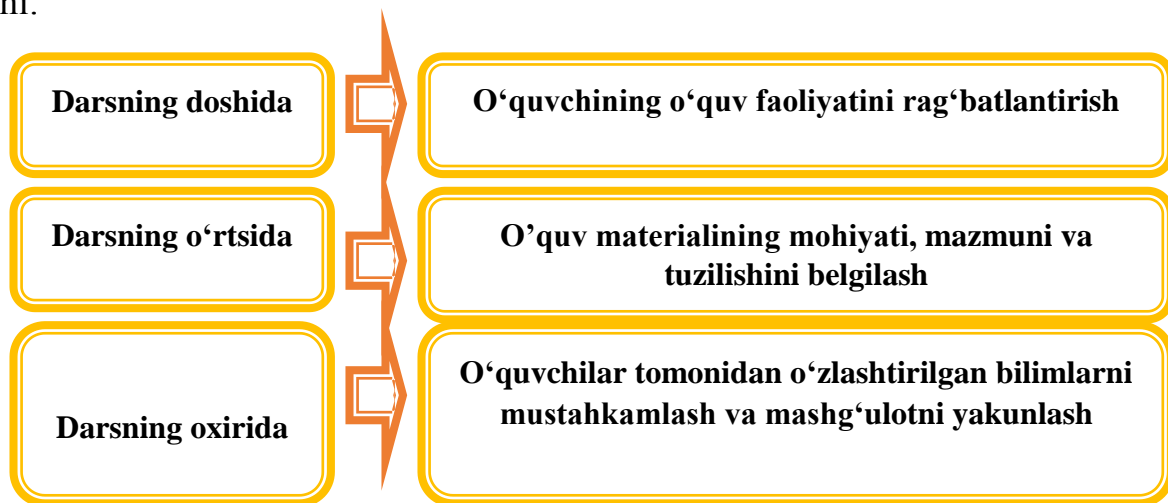 Darsning doshida
O‘quvchining o‘quv faoliyatini rag‘batlantirish
Darsning o‘rtsida
O’quv materialining mohiyati, mazmuni va
tuzilishini belgilash
Darsning oxirida
O‘quvchilar tomonidan o‘zlashtirilgan bilimlarni
mustahkamlash va mashg‘ulotni yakunlash